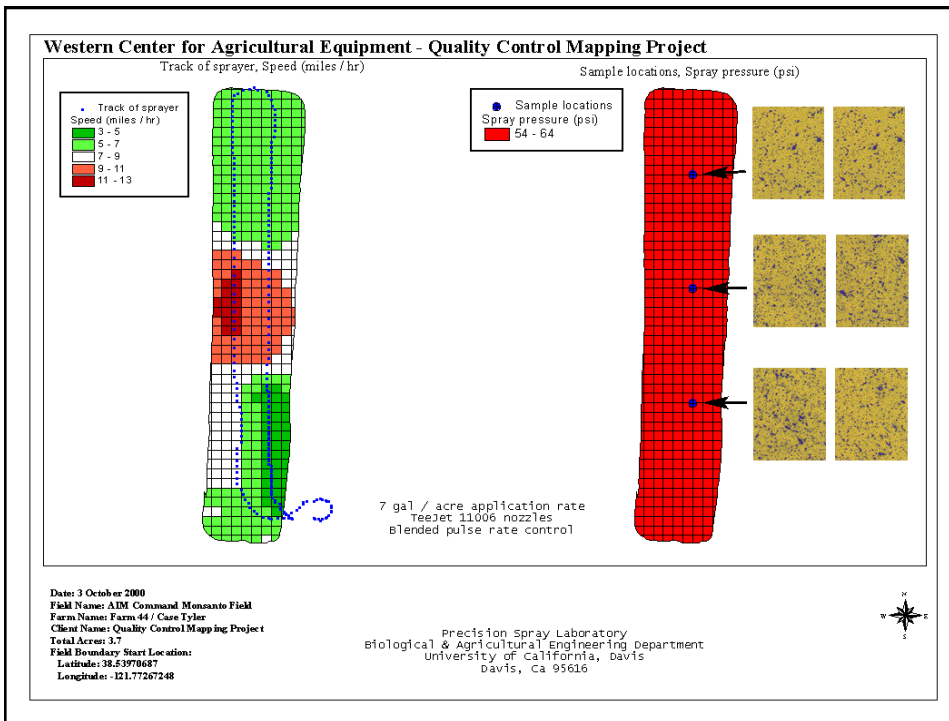 Western Center for Agricultural Equipment - Quality Control Mapping Project
Track of sprayer, Speed (miles / hr)
Track of sprayer
Speed (miles / hr)
3 - 5
5 - 7
7 - 9
9 - 11
11 - 13
Sample locations, Spray pressure (psi)
Sample locations
Spray pressure (psi)
54 - 64
7 gal / acre application rate
TeeJet 11006 nozzles
Blended pulse rate control
Date: 3 October 2000
Field Name: AIM Command Monsanto Field
Farm Name: Farm 44 / Case Tyler
Client Name: Quality Control Mapping Project
Total Acres: 3.7
Field Boundary Start Location:
Latitude: 38.53970687
Longitude: -121.77267248
Precision Spray Laboratory
Biological & Agricultural Engineering Department
University of California, Davis
Davis, Ca 95616
N
W E
S